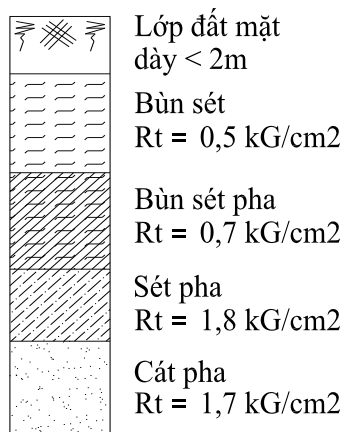 Lớp đất mặt
dày < 2m
Bùn sét
Rt = 0,5 kG/cm2
Bùn sét pha
Rt = 0,7 kG/cm2
Sét pha
Rt = 1,8 kG/cm2
Cát pha
Rt = 1,7 kG/cm2